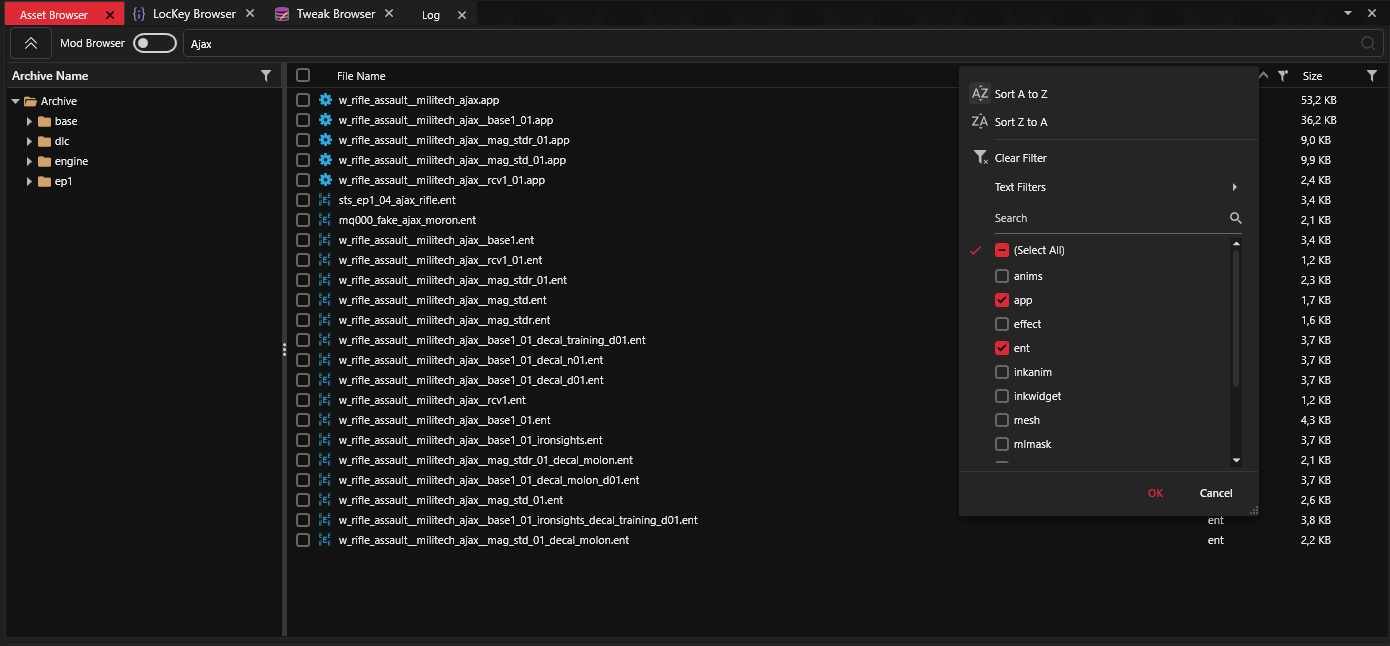 Asset Browser
LocKey Browser
Tweak Browser
Log
Mod Browser
Ajax
Archive Name
File Name
Size
Archive
base
dlc
engine
ep1
w_rifle_assault__militech_ajax.app 53,2 KB
w_rifle_assault__militech_ajax__base1_01.app 36,2 KB
w_rifle_assault__militech_ajax__mag_stdr_01.app 9,0 KB
w_rifle_assault__militech_ajax__mag_std_01.app 9,9 KB
w_rifle_assault__militech_ajax__rcv1_01.app 2,4 KB
sts_ep1_04_ajax_rifle.ent 3,4 KB
mq000_fake_ajax_moron.ent 2,1 KB
w_rifle_assault__militech_ajax__base1.ent 3,4 KB
w_rifle_assault__militech_ajax__rcv1_01.ent 1,2 KB
w_rifle_assault__militech_ajax__mag_stdr_01.ent 2,3 KB
w_rifle_assault__militech_ajax__mag_std.ent 1,7 KB
w_rifle_assault__militech_ajax__mag_stdr.ent 1,6 KB
w_rifle_assault__militech_ajax__base1_01_decal_training_d01.ent 3,7 KB
w_rifle_assault__militech_ajax__base1_01_decal_n01.ent 3,7 KB
w_rifle_assault__militech_ajax__base1_01_decal_d01.ent 3,7 KB
w_rifle_assault__militech_ajax__rcv1.ent 1,2 KB
w_rifle_assault__militech_ajax__base1_01.ent 4,3 KB
w_rifle_assault__militech_ajax__base1_01_ironsights.ent 3,7 KB
w_rifle_assault__militech_ajax__mag_stdr_01_decal_molon.ent 2,1 KB
w_rifle_assault__militech_ajax__base1_01_decal_molon_d01.ent 3,7 KB
w_rifle_assault__militech_ajax__mag_std_01.ent 2,6 KB
w_rifle_assault__militech_ajax__base1_01_ironsights_decal_training_d01.ent ent 3,8 KB
w_rifle_assault__militech_ajax__mag_std_01_decal_molon.ent ent 2,2 KB
AZ Sort A to Z
ZA Sort Z to A
Clear Filter
Text Filters
Search
(Select All)
anims
app
effect
ent
inkanim
inkwidget
mesh
mlmask
OK
Cancel